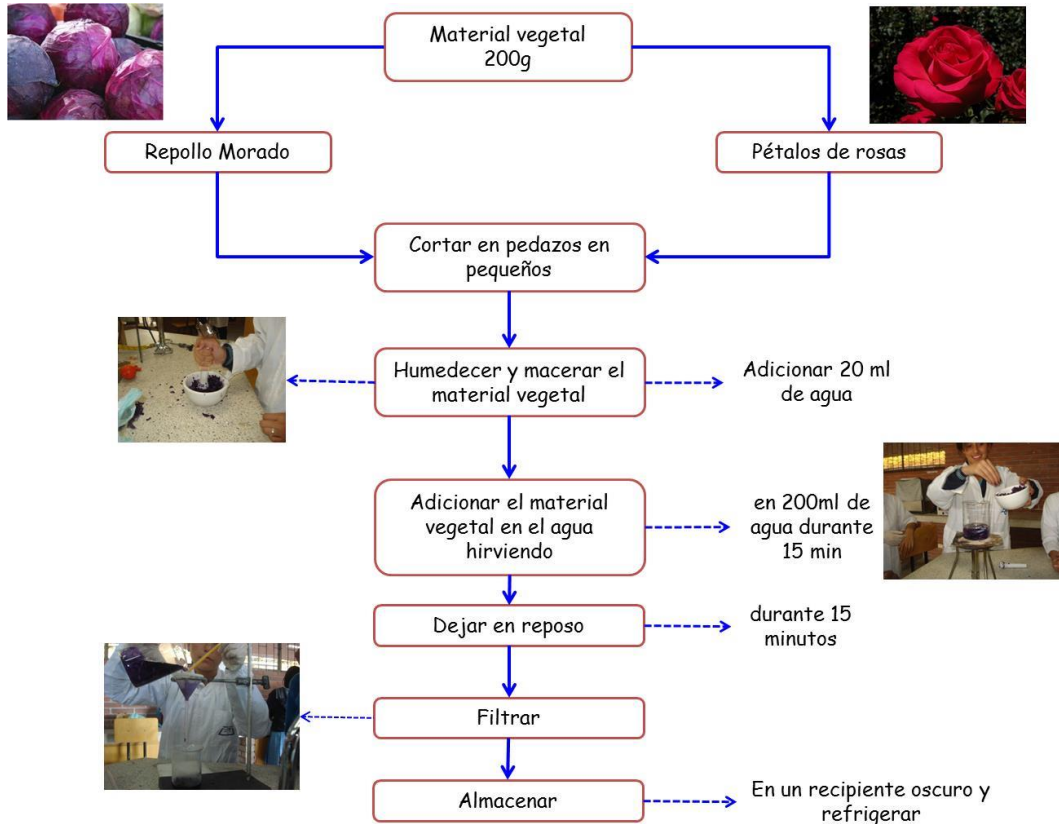 Material vegetal
200g
Repollo Morado
Pétalos de rosas
Cortar en pedazos en
pequeños
Humedecer y macerar el
material vegetal
Adicionar 20 ml
de agua
Adicionar el material
vegetal en el agua
hirviendo
en 200ml de
agua durante
15 min
Dejar en reposo
durante 15
minutos
Filtrar
Almacenar
En un recipiente oscuro y
refrigerar